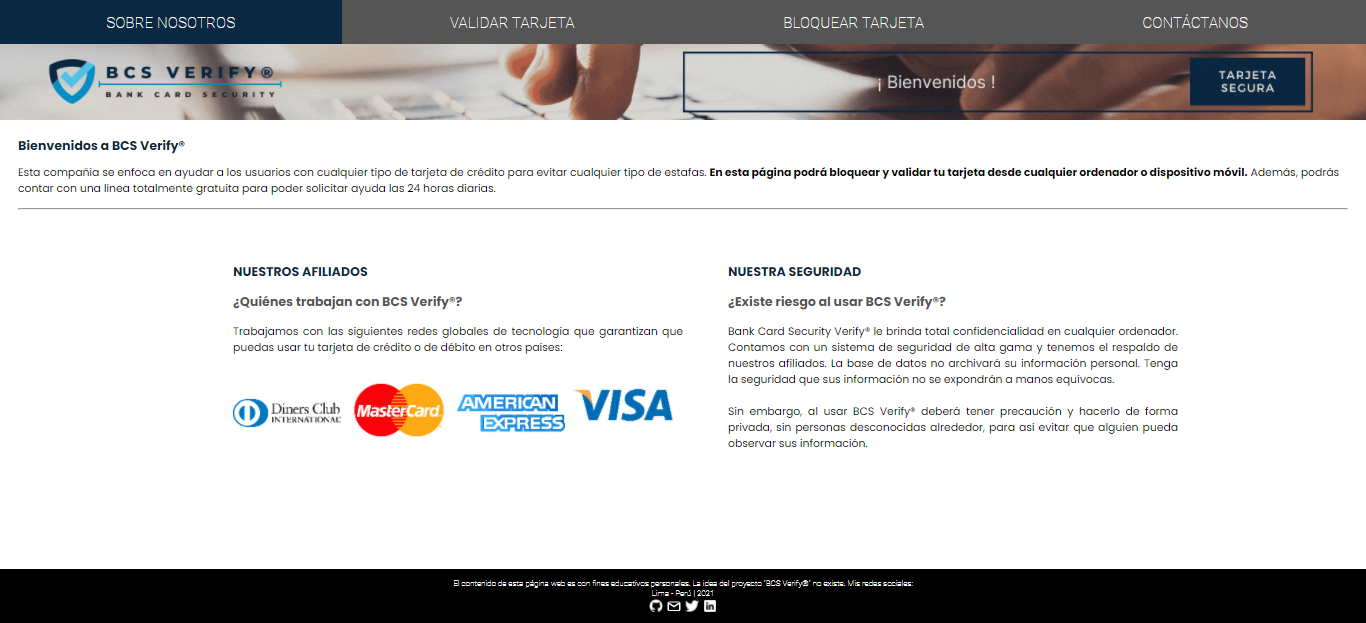 SOBRE NOSOTROS
VALIDAR TARJETA
BLOQUEAR TARJETA
CONTÁCTANOS
BCS VERIFY®
BANK CARD SECURITY
¡ Bienvenidos !
TARJETA
SEGURA
Bienvenidos a BCS Verify®
Esta compañía se enfoca en ayudar a los usuarios con cualquier tipo de tarjeta de crédito para evitar cualquier tipo de estafas. En esta página podrá bloquear y validar tu tarjeta desde cualquier ordenador o dispositivo móvil. Además, podrás
contar con una línea totalmente gratuita para poder solicitar ayuda las 24 horas diarias.
NUESTROS AFILIADOS
¿Quiénes trabajan con BCS Verify®?
Trabajamos con las siguientes redes globales de tecnología que garantizan que
puedas usar tu tarjeta de crédito o de débito en otros países:
Diners Club
INTERNATIONAL
MasterCard
AMERICAN
EXPRESS
VISA
NUESTRA SEGURIDAD
¿Existe riesgo al usar BCS Verify®?
Bank Card Security Verify® le brinda total confidencialidad en cualquier ordenador.
Contamos con un sistema de seguridad de alta gama y tenemos el respaldo de
nuestros afiliados. La base de datos no archivará su información personal. Tenga
la seguridad que sus información no se expondrán a manos equívocas.
Sin embargo, al usar BCS Verify® deberá tener precaución y hacerlo de forma
privada, sin personas desconocidas alrededor, para así evitar que alguien pueda
observar sus información.
El contenido de esta página web es con fines educativos personales. La idea del proyecto "BCS Verify®" no existe. Mis redes sociales:
Lima - Perú | 2021